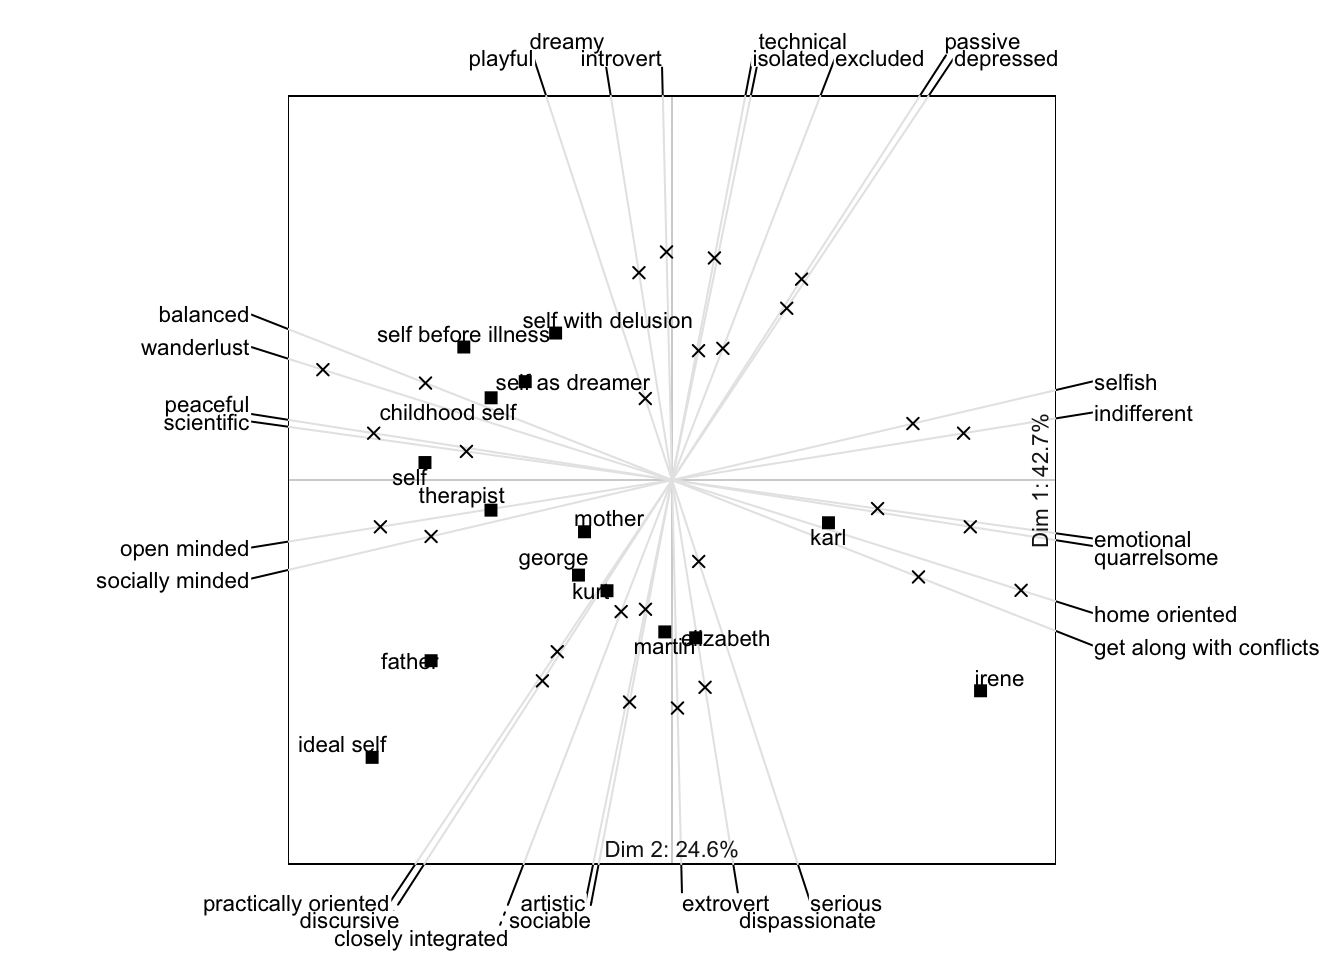 dreamy
technical
passive
playful
introvert
isolated
excluded
depressed
balanced
self with delusion
self before illness
wanderlust
self as dreamer
selfish
peaceful
childhood self
indifferent
scientific
Dim 1: 42.7%
self
therapist
mother
karl
emotional
open minded
george
quarrelsome
socially minded
kurt
home oriented
martin
elizabeth
get along with conflicts
father
irene
ideal self
Dim 2: 24.6%
practically oriented
artistic
extrovert
serious
discursive
sociable
dispassionate
closely integrated